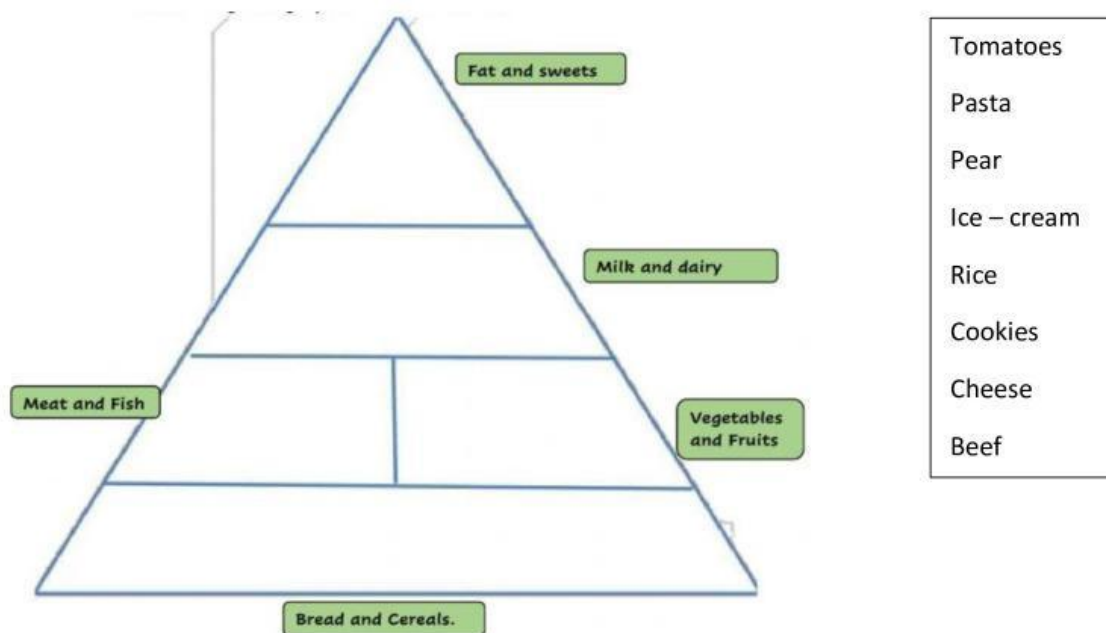 Fat and sweets
Milk and dairy
Meat and Fish
Vegetables
and Fruits
Bread and Cereals.
Tomatoes
Pasta
Pear
Ice – cream
Rice
Cookies
Cheese
Beef